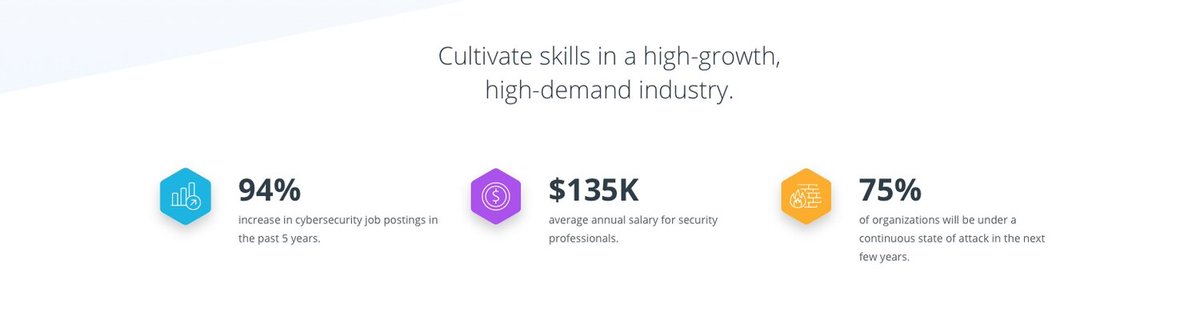 Cultivate skills in a high-growth,
high-demand industry.
94%
increase in cybersecurity job postings in
the past 5 years.
$135K
average annual salary for security
professionals.
75%
of organizations will be under a
continuous state of attack in the next
few years.